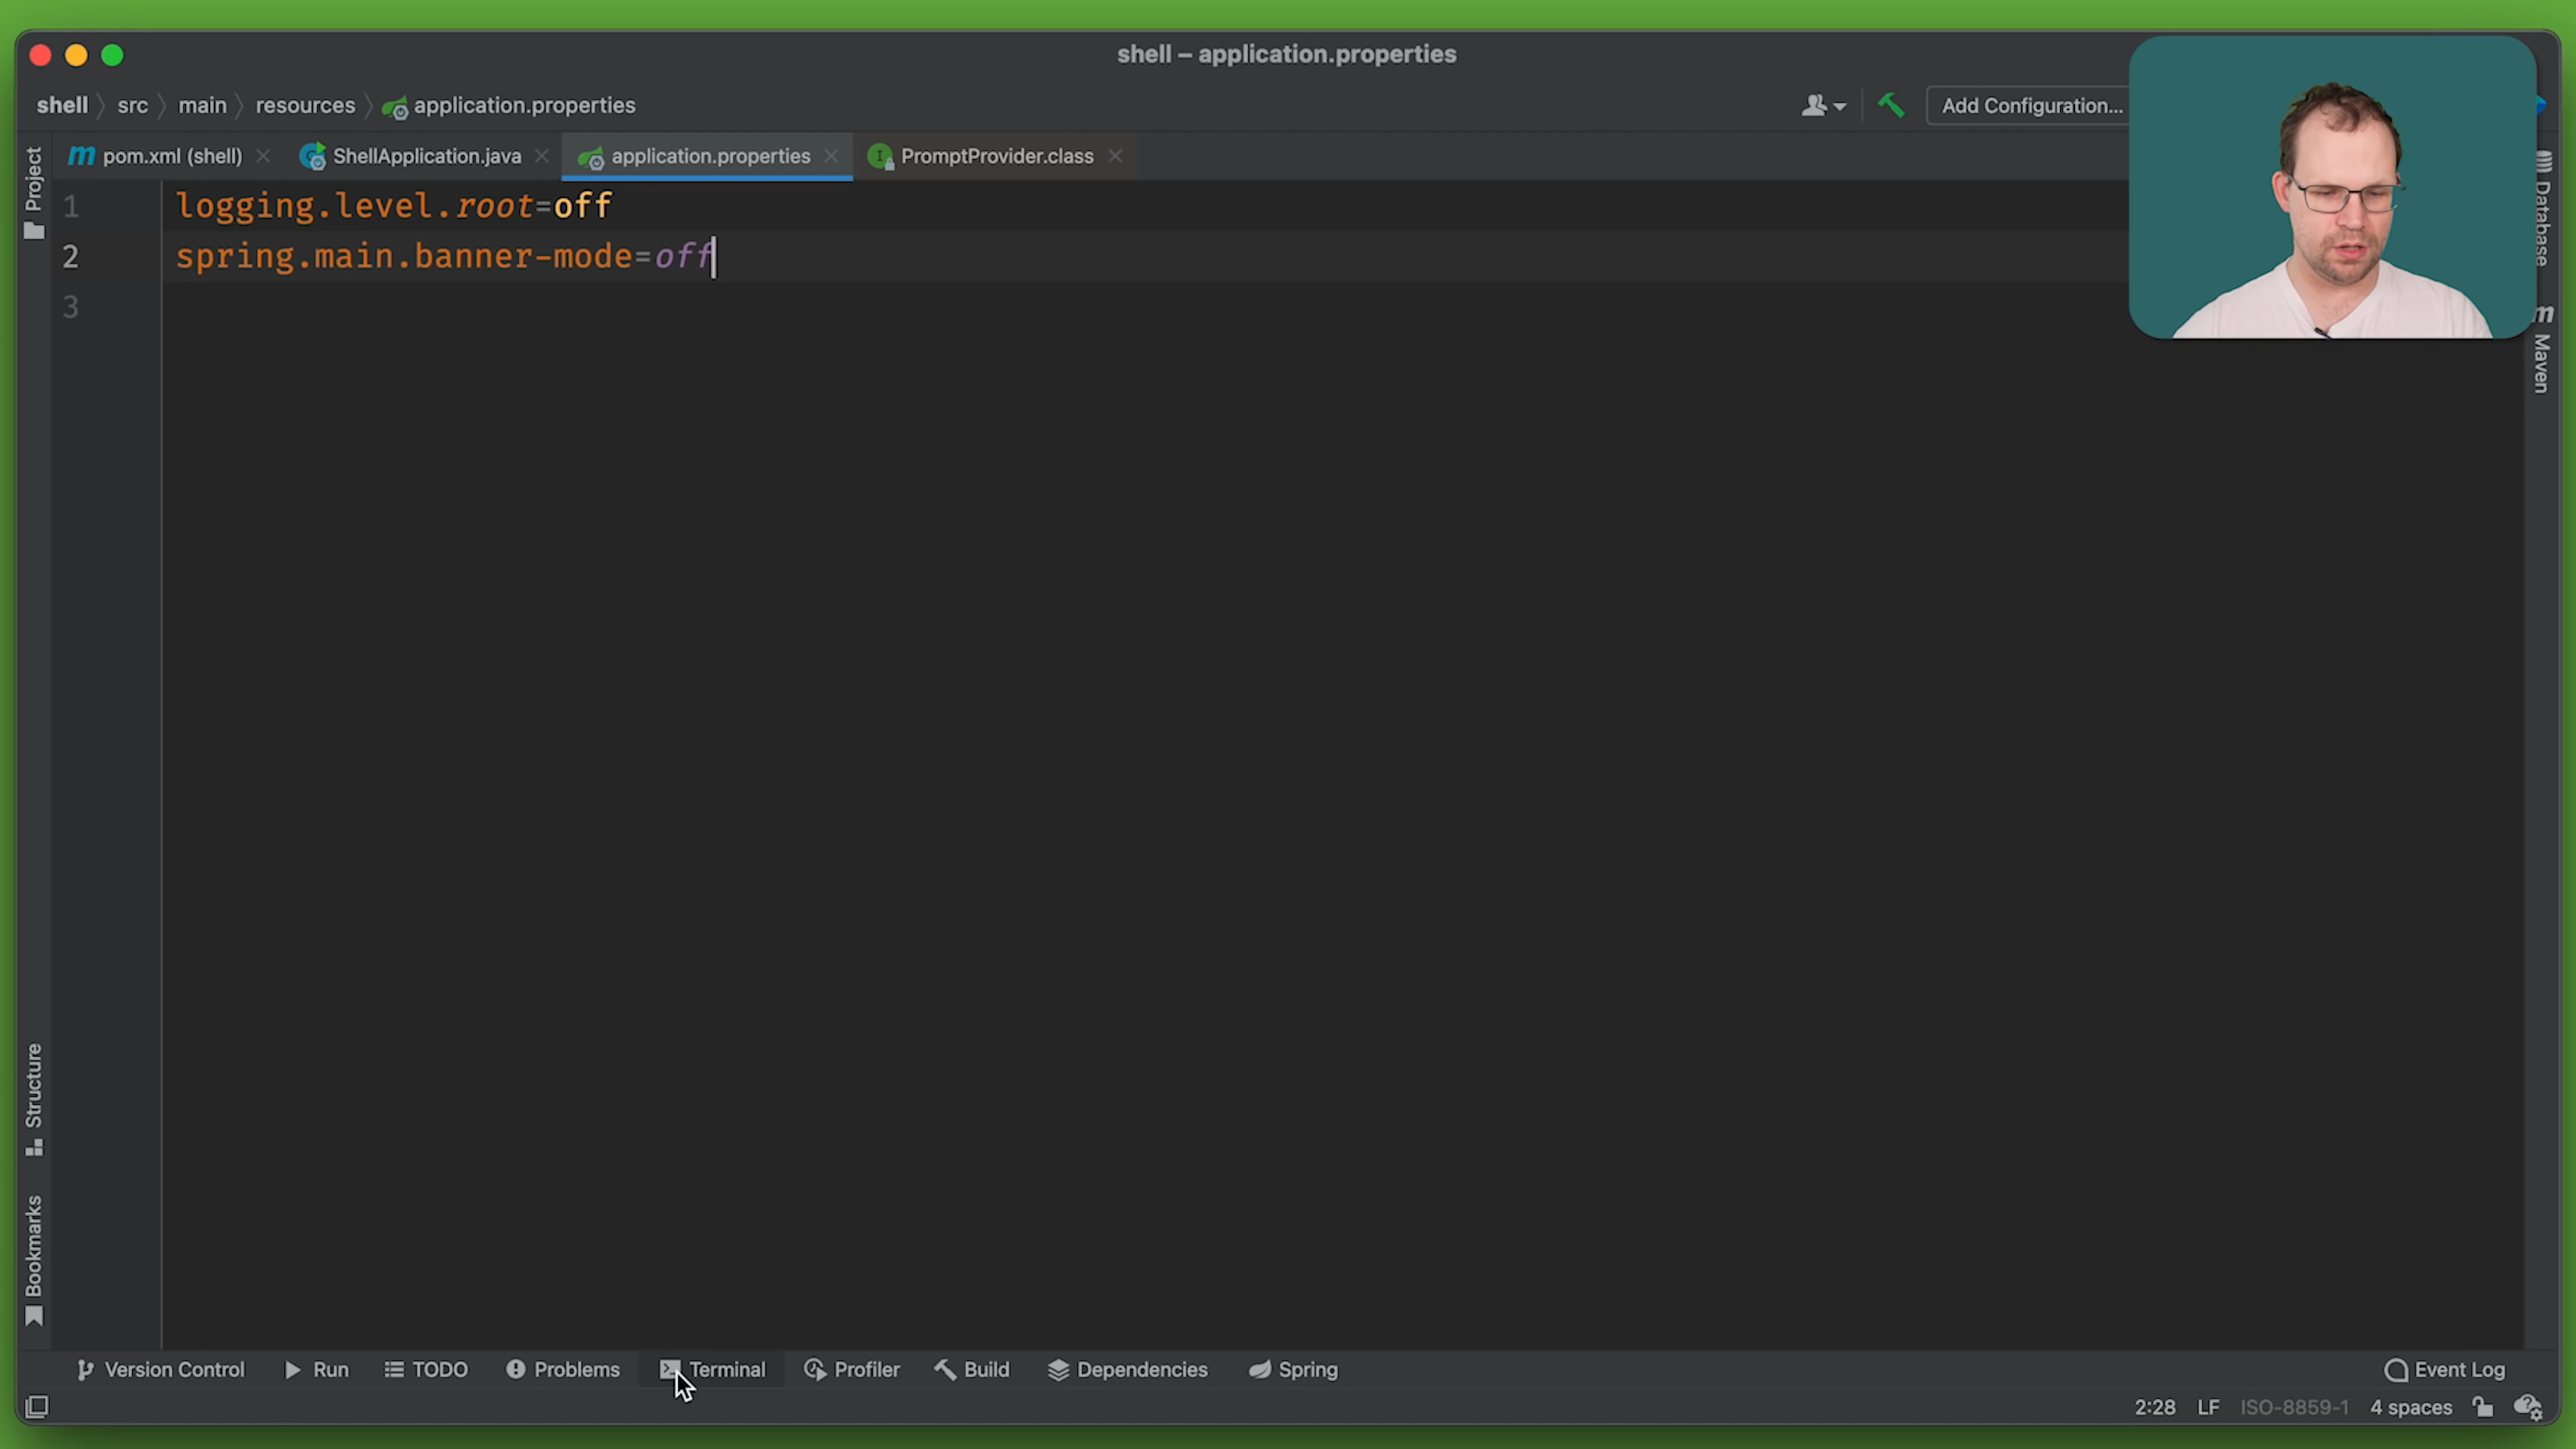 shell – application.properties
shell src main resources application.properties
Add Configuration...
pom.xml (shell) ShellApplication.java application.properties PromptProvider.class
Project
Database
Maven
1 logging.level.root=off
2 spring.main.banner-mode=off
3
Structure
Bookmarks
Version Control Run TODO Problems Terminal Profiler Build Dependencies Spring Event Log
2:28 LF ISO-8859-1 4 spaces